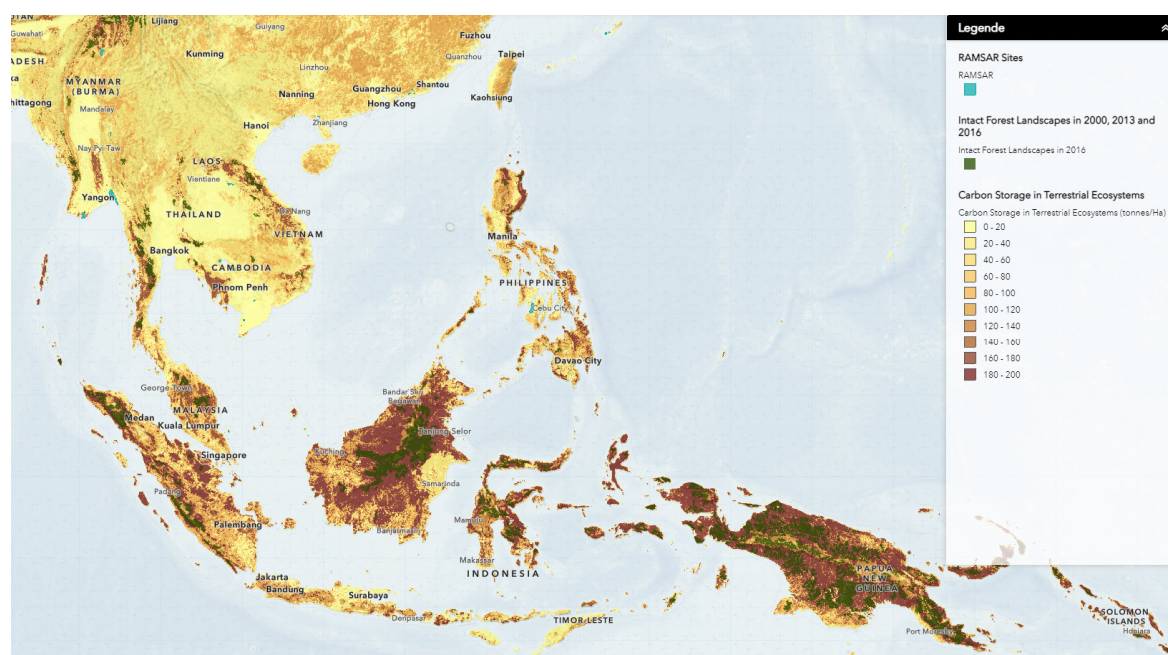 UTAN
Lijiang
Guiyang
Fuzhou
Guwahati
Kunming
Quanzhou
Taipei
ADESH
Linzhou
ka
MYANMAR
(BURMA)
Guangzhou
Shantou
Nanning
Hong Kong
Kaohsiung
hittagong
Mandalay
Hanoi
Zhanjiang
Nay Pyi Taw
LAOS
Vientiane
Yangon
Da Nang
THAILAND
VIETNAM
Manila
Bangkok
CAMBODIA
PHILIPPINES
Phnom Penh
Cebu City
Davao City
George Town
Bandar Seri
Begawan
MALAYSIA
Medan
Kuala Lumpur
Tanjung Selor
Kuching
Singapore
Samarinda
Padang
Palembang
Mamuju
Banjarmasin
Makassar
INDONESIA
Jakarta
Bandung
Surabaya
Denpasar
TIMOR-LESTE
PAPUA
NEW
GUINEA
Port Moresby
SOLOMON
ISLANDS
Honiara
Legende
RAMSAR Sites
RAMSAR
Intact Forest Landscapes in 2000, 2013 and
2016
Intact Forest Landscapes in 2016
Carbon Storage in Terrestrial Ecosystems
Carbon Storage in Terrestrial Ecosystems (tonnes/Ha)
0 - 20
20 - 40
40 - 60
60 - 80
80 - 100
100 - 120
120 - 140
140 - 160
160 - 180
180 - 200